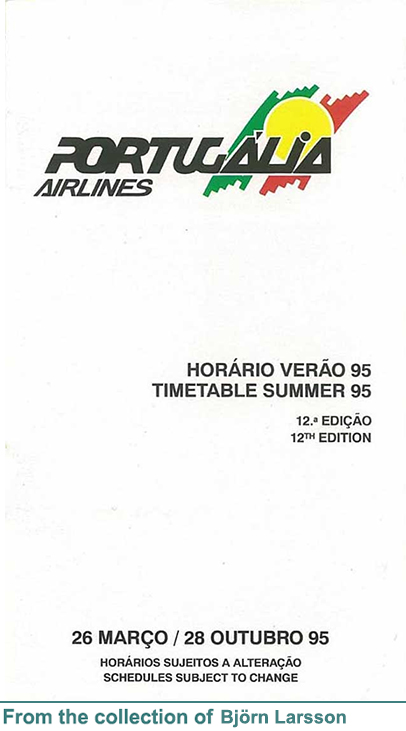 PORTUGÁLIA
AIRLINES
HORÁRIO VERÃO 95
TIMETABLE SUMMER 95
12.ª EDIÇÃO
12TH EDITION
26 MARÇO / 28 OUTUBRO 95
HORÁRIOS SUJEITOS A ALTERAÇÃO
SCHEDULES SUBJECT TO CHANGE
From the collection of Björn Larsson